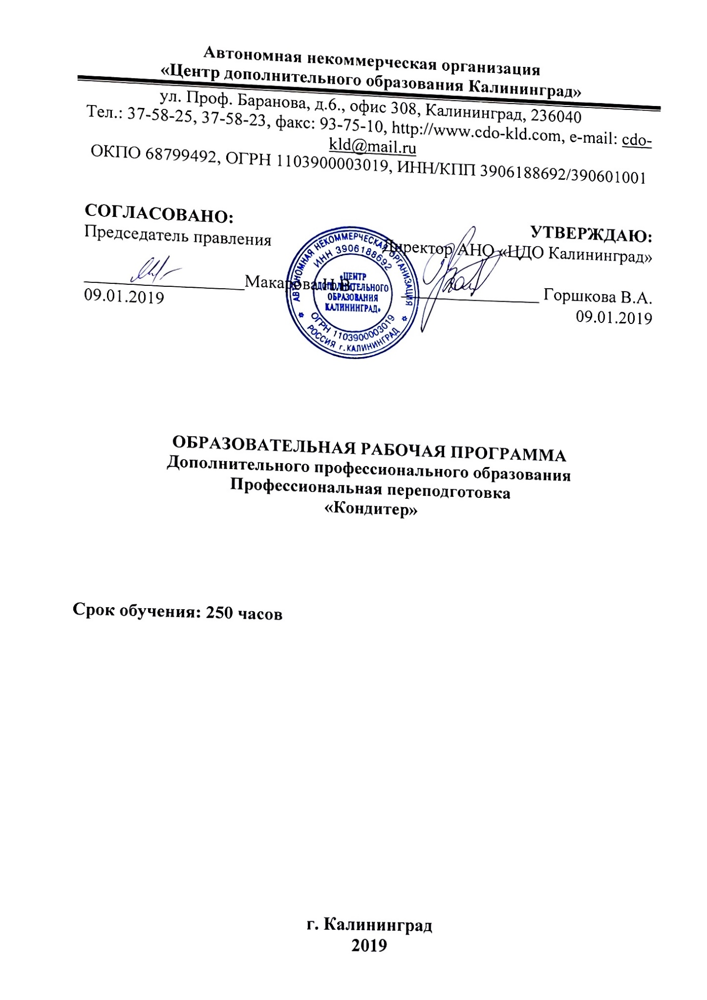 Автономная некоммерческая организация
«Центр дополнительного образования Калининград»
ул. Проф. Баранова, д.6., офис 308, Калининград, 236040
Тел.: 37-58-25, 37-58-23, факс: 93-75-10, http://www.cdo-kld.com, e-mail: cdo-
kld@mail.ru
ОКПО 68799492, ОГРН 1103900003019, ИНН/КПП 3906188692/390601001
СОГЛАСОВАНО:
Председатель правления
Макарова Н.В.
09.01.2019
УТВЕРЖДАЮ:
Директор АНО «ЦДО Калининград»
Горшкова В.А.
09.01.2019
АВТОНОМНАЯ НЕКОММЕРЧЕСКАЯ ОРГАНИЗАЦИЯ
ИНН 3906188692
«ЦЕНТР
ДОПОЛНИТЕЛЬНОГО
ОБРАЗОВАНИЯ
КАЛИНИНГРАД»
ОГРН 1103900003019
РОССИЯ г.КАЛИНИНГРАД
ОБРАЗОВАТЕЛЬНАЯ РАБОЧАЯ ПРОГРАММА
Дополнительного профессионального образования
Профессиональная переподготовка
«Кондитер»
Срок обучения: 250 часов
г. Калининград
2019